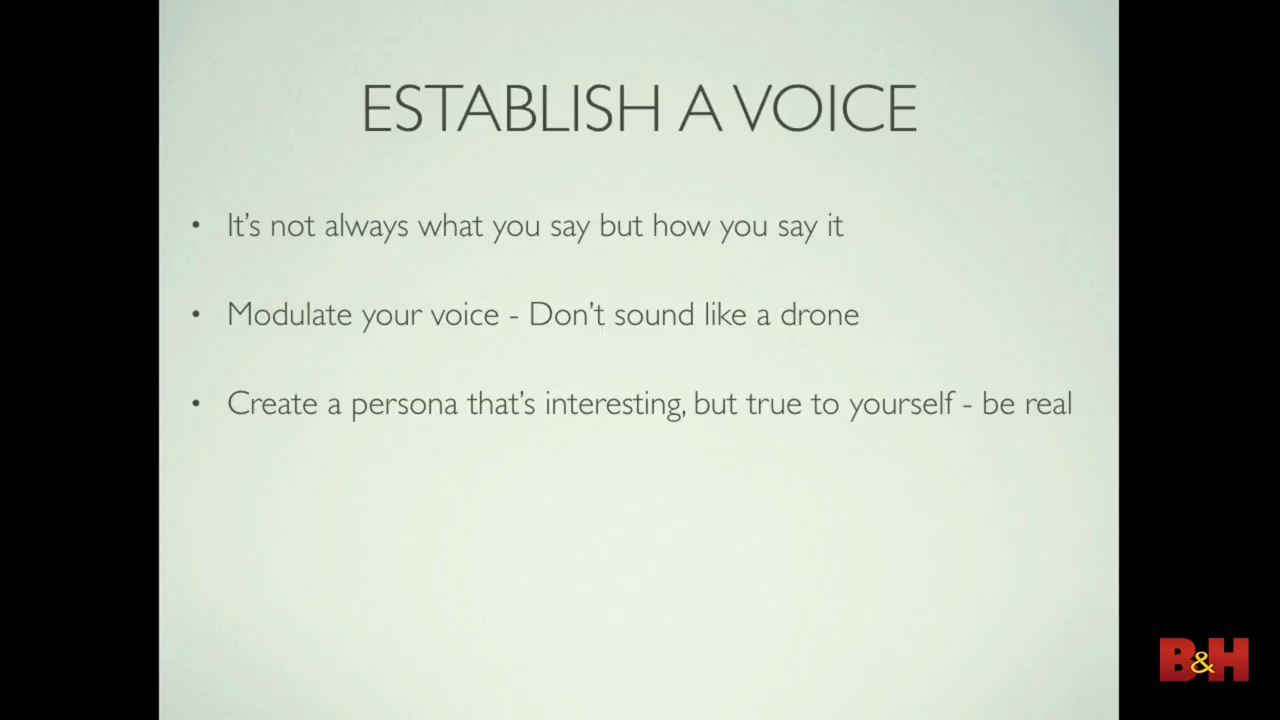 ESTABLISH A VOICE
• It's not always what you say but how you say it
• Modulate your voice - Don't sound like a drone
• Create a persona that's interesting, but true to yourself - be real
B&H